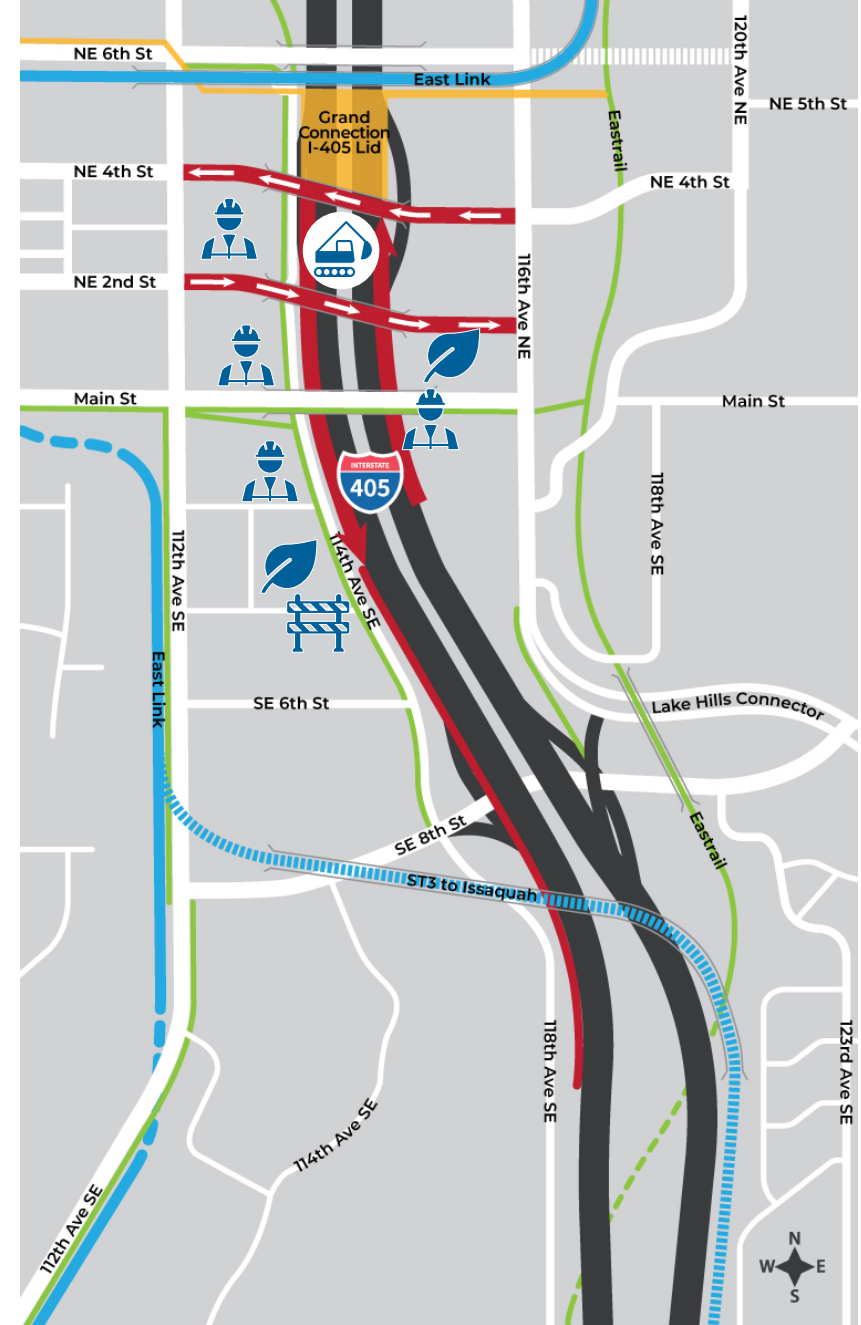 NE 6th St
East Link
120th Ave NE
NE 5th St
Grand
Connection
I-405 Lid
Eastrail
NE 4th St
NE 4th St
116th Ave NE
NE 2nd St
Main St
Main St
INTERSTATE
405
118th Ave SE
112th Ave SE
114th Ave SE
East Link
SE 6th St
Lake Hills Connector
SE 8th St
Eastrail
ST3 to Issaquah
118th Ave SE
123rd Ave SE
114th Ave SE
112th Ave SE
N
W
E
S